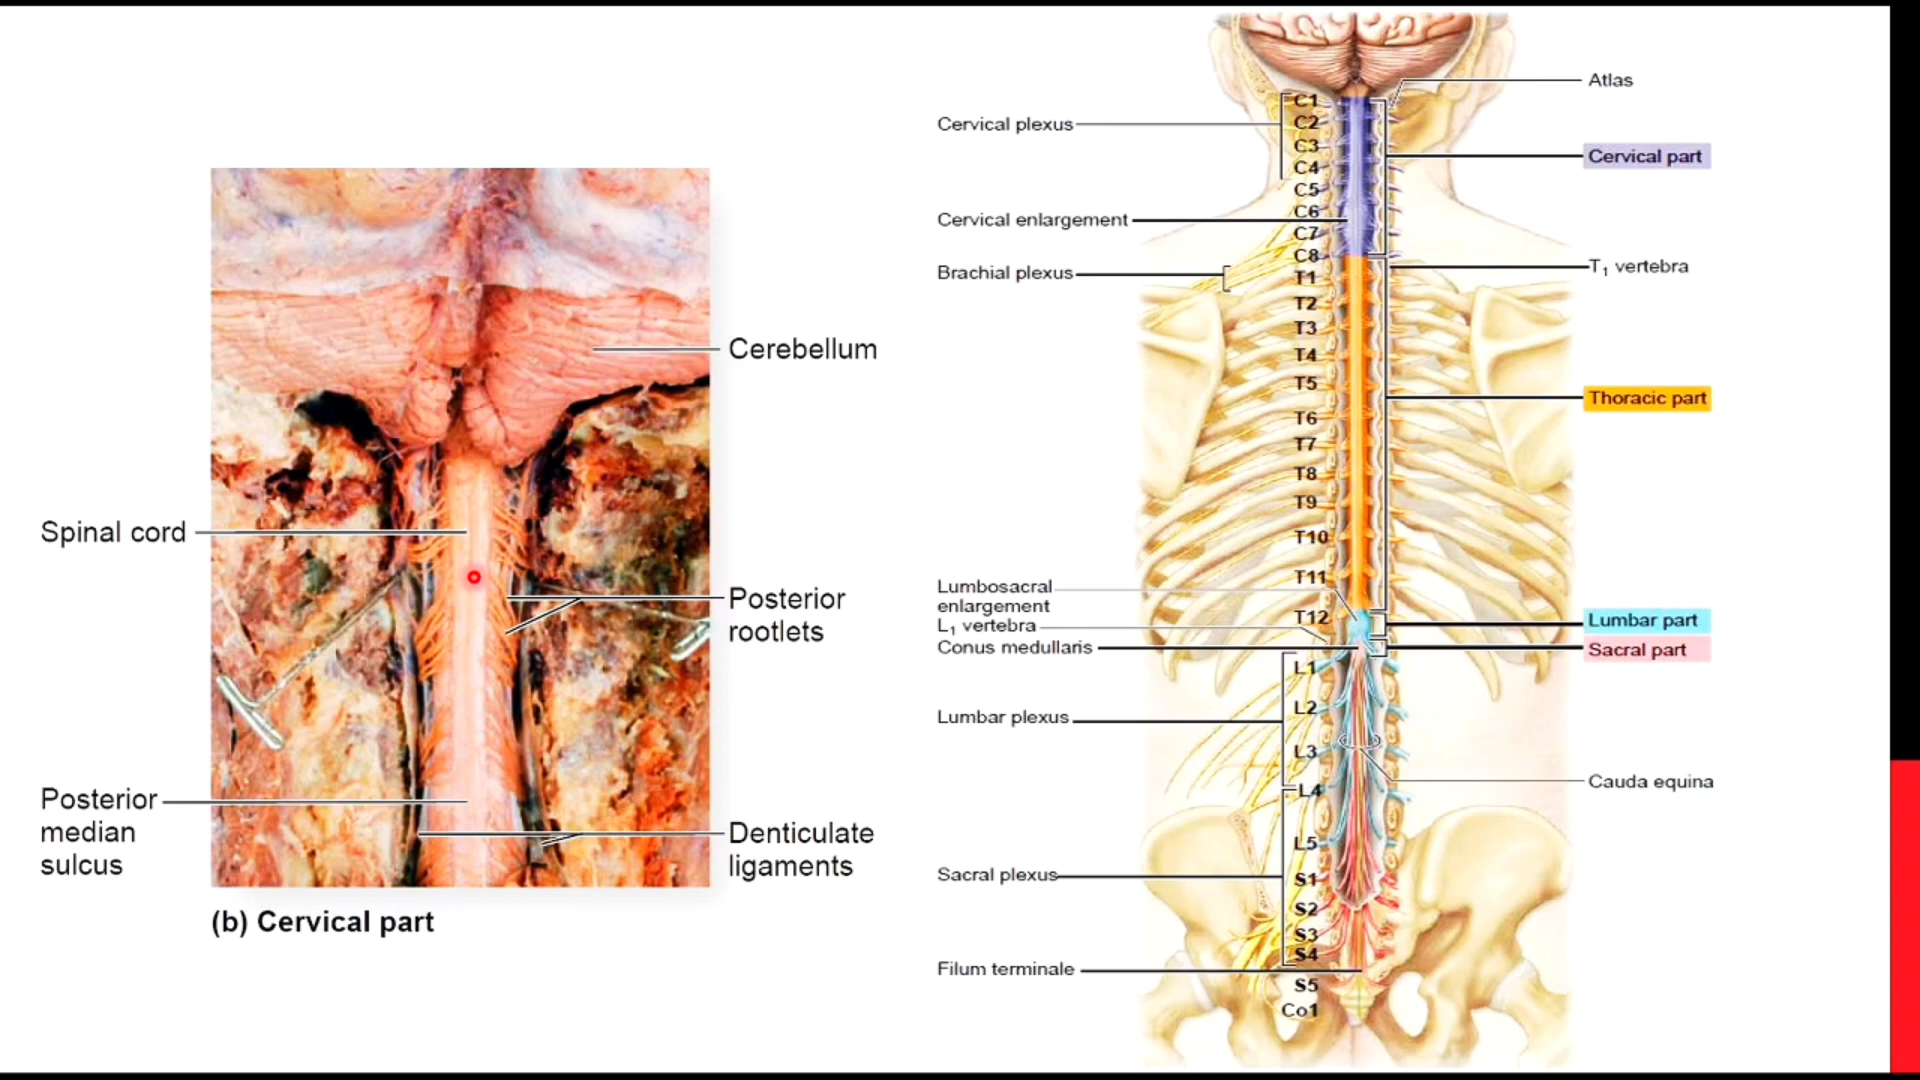 Cerebellum
Spinal cord
Posterior
rootlets
Posterior
median
sulcus
Denticulate
ligaments
(b) Cervical part
Cervical plexus
Cervical enlargement
Brachial plexus
Lumbosacral
enlargement
L1 vertebra
Conus medullaris
Lumbar plexus
Sacral plexus
Filum terminale
C1
C2
C3
C4
C5
C6
C7
C8
T1
T2
T3
T4
T5
T6
T7
T8
T9
T10
T11
T12
L1
L2
L3
L4
L5
S1
S2
S3
S4
S5
Co1
Atlas
Cervical part
T1 vertebra
Thoracic part
Lumbar part
Sacral part
Cauda equina